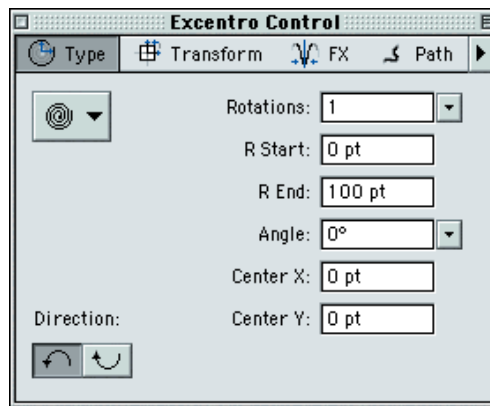 Excentro Control
Type Transform FX Path
Rotations: 1
R Start: 0 pt
R End: 100 pt
Angle: 0°
Center X: 0 pt
Direction: Center Y: 0 pt